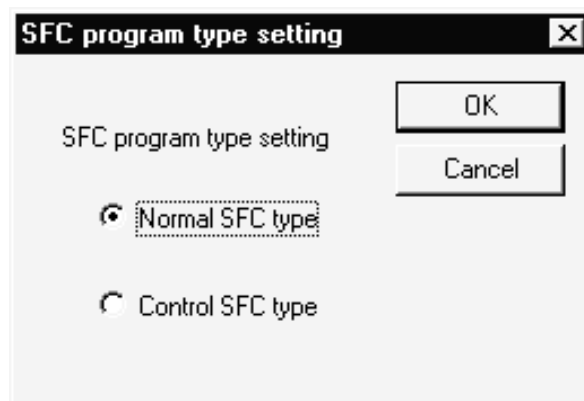 SFC program type setting
OK
SFC program type setting
Cancel
Normal SFC type
Control SFC type